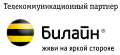 Телекоммуникационный партнер
Билайн®
живи на яркой стороне